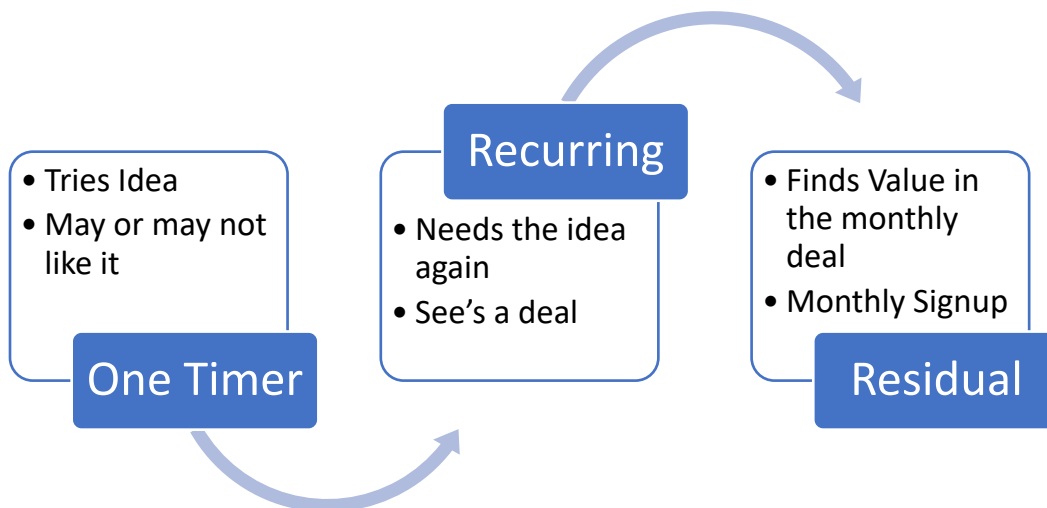 • Tries Idea
• May or may not
like it
One Timer
Recurring
• Needs the idea
again
• See’s a deal
• Finds Value in
the monthly
deal
• Monthly Signup
Residual